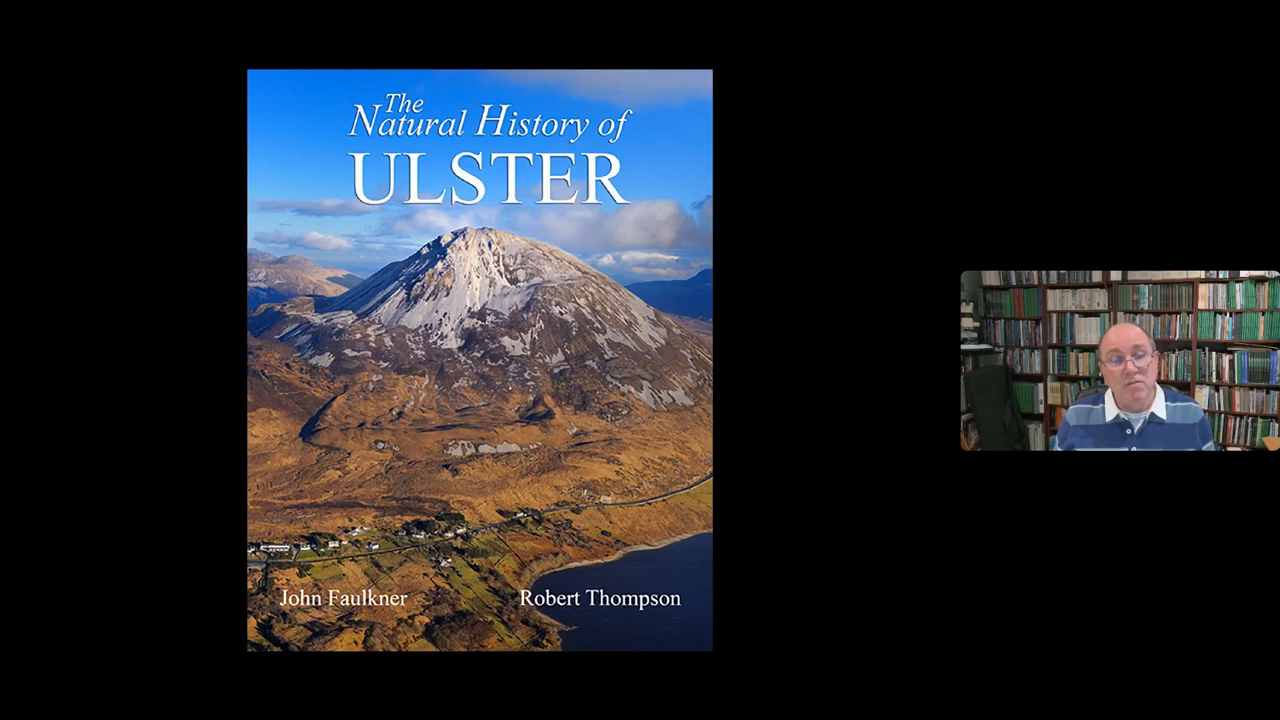 The
Natural History of
ULSTER
John Faulkner
Robert Thompson